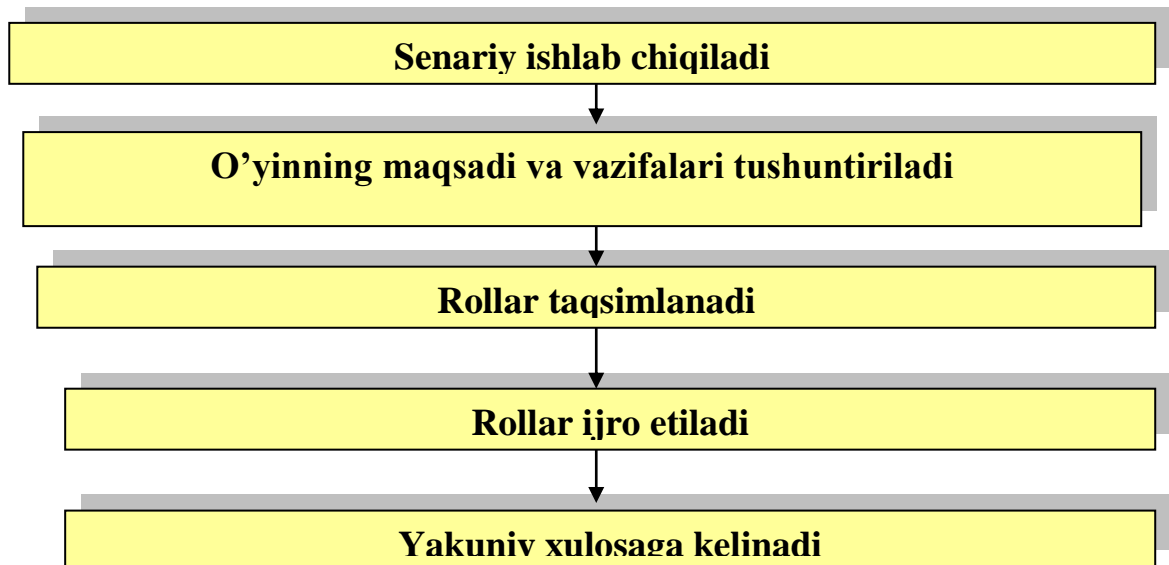 Senariy ishlab chiqiladi
O’yinning maqsadi va vazifalari tushuntiriladi
Rollar taqsimlanadi
Rollar ijro etiladi
Yakuniy xulosaga kelinadi